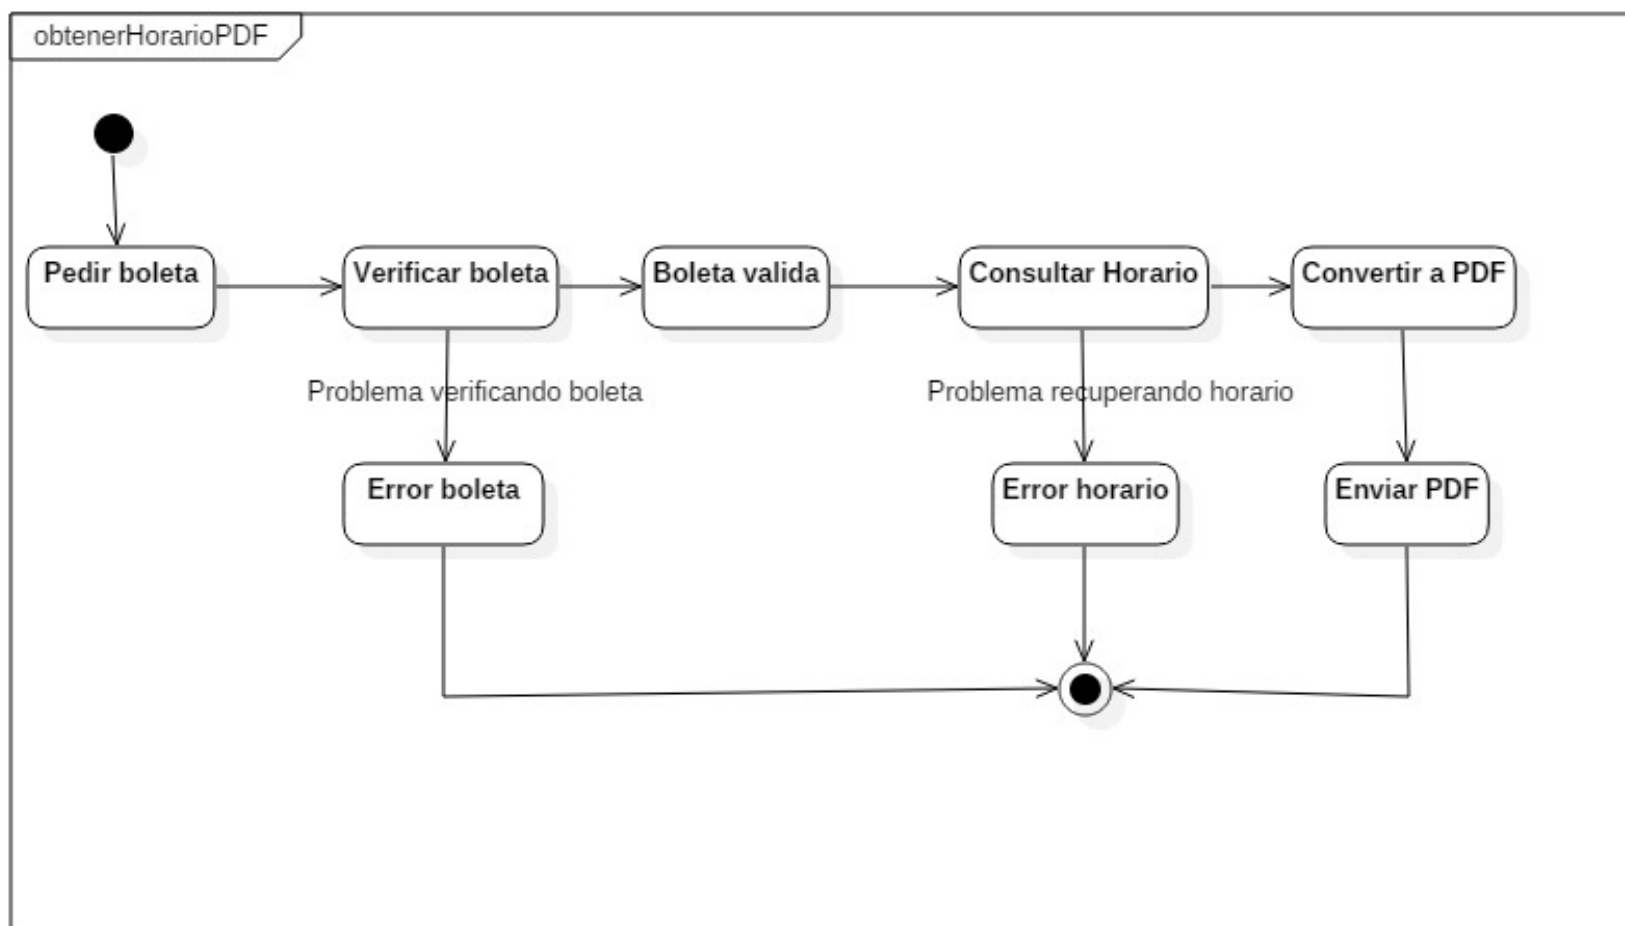 obtenerHorarioPDF
Pedir boleta
Verificar boleta
Boleta valida
Consultar Horario
Convertir a PDF
Problema verificando boleta
Problema recuperando horario
Error boleta
Error horario
Enviar PDF